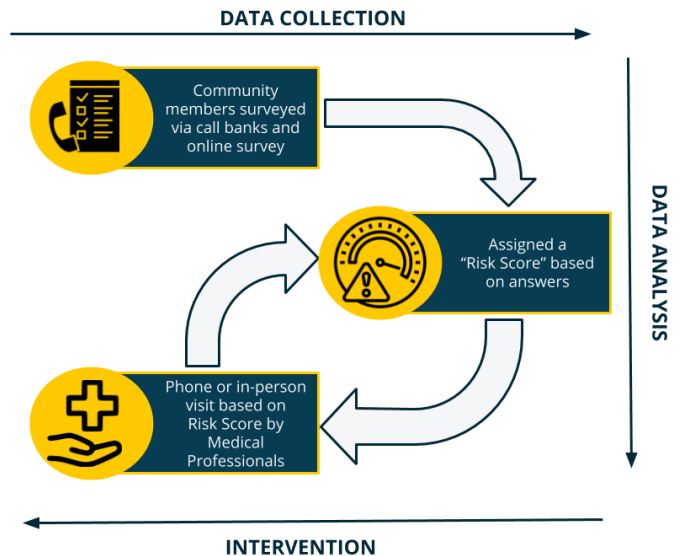 DATA COLLECTION
Community
members surveyed
via call banks and
online survey
Assigned a
“Risk Score” based
on answers
DATA ANALYSIS
Phone or in-person
visit based on
Risk Score by
Medical
Professionals
INTERVENTION